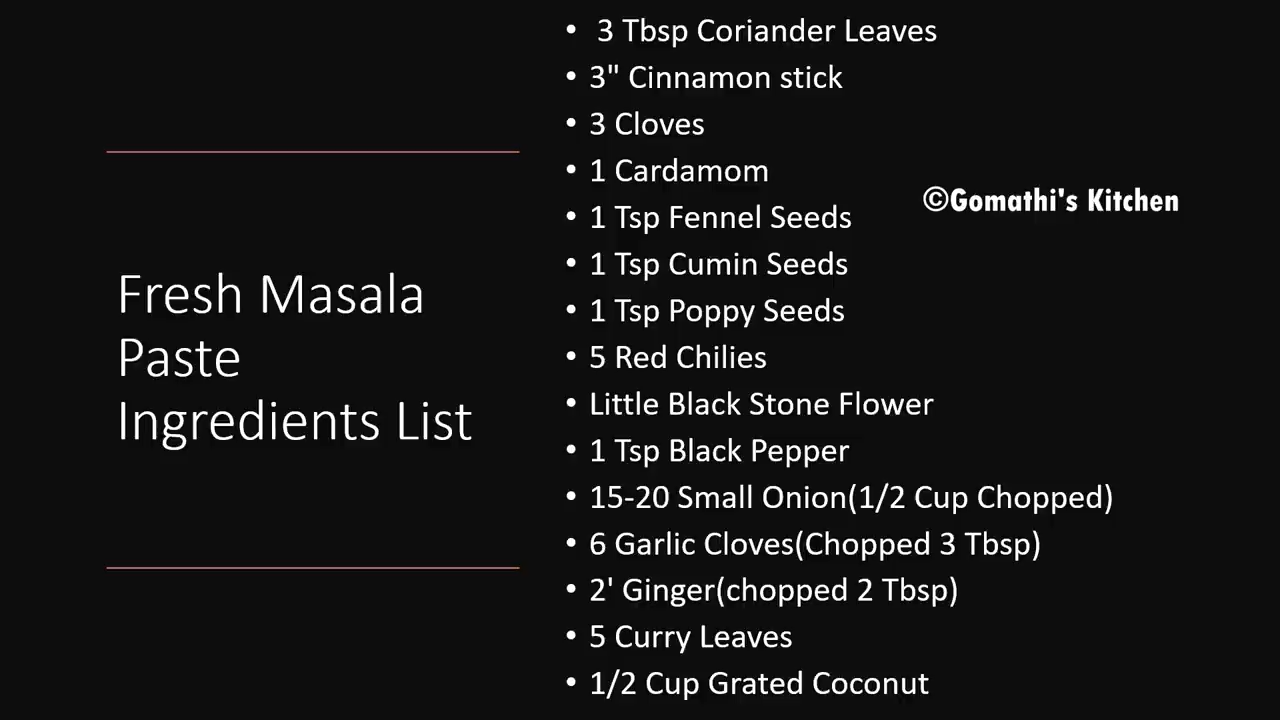 Fresh Masala
Paste
Ingredients List
• 3 Tbsp Coriander Leaves
• 3" Cinnamon stick
• 3 Cloves
• 1 Cardamom
• 1 Tsp Fennel Seeds
• 1 Tsp Cumin Seeds
• 1 Tsp Poppy Seeds
• 5 Red Chilies
• Little Black Stone Flower
• 1 Tsp Black Pepper
• 15-20 Small Onion(1/2 Cup Chopped)
• 6 Garlic Cloves(Chopped 3 Tbsp)
• 2' Ginger(chopped 2 Tbsp)
• 5 Curry Leaves
• 1/2 Cup Grated Coconut
©Gomathi's Kitchen